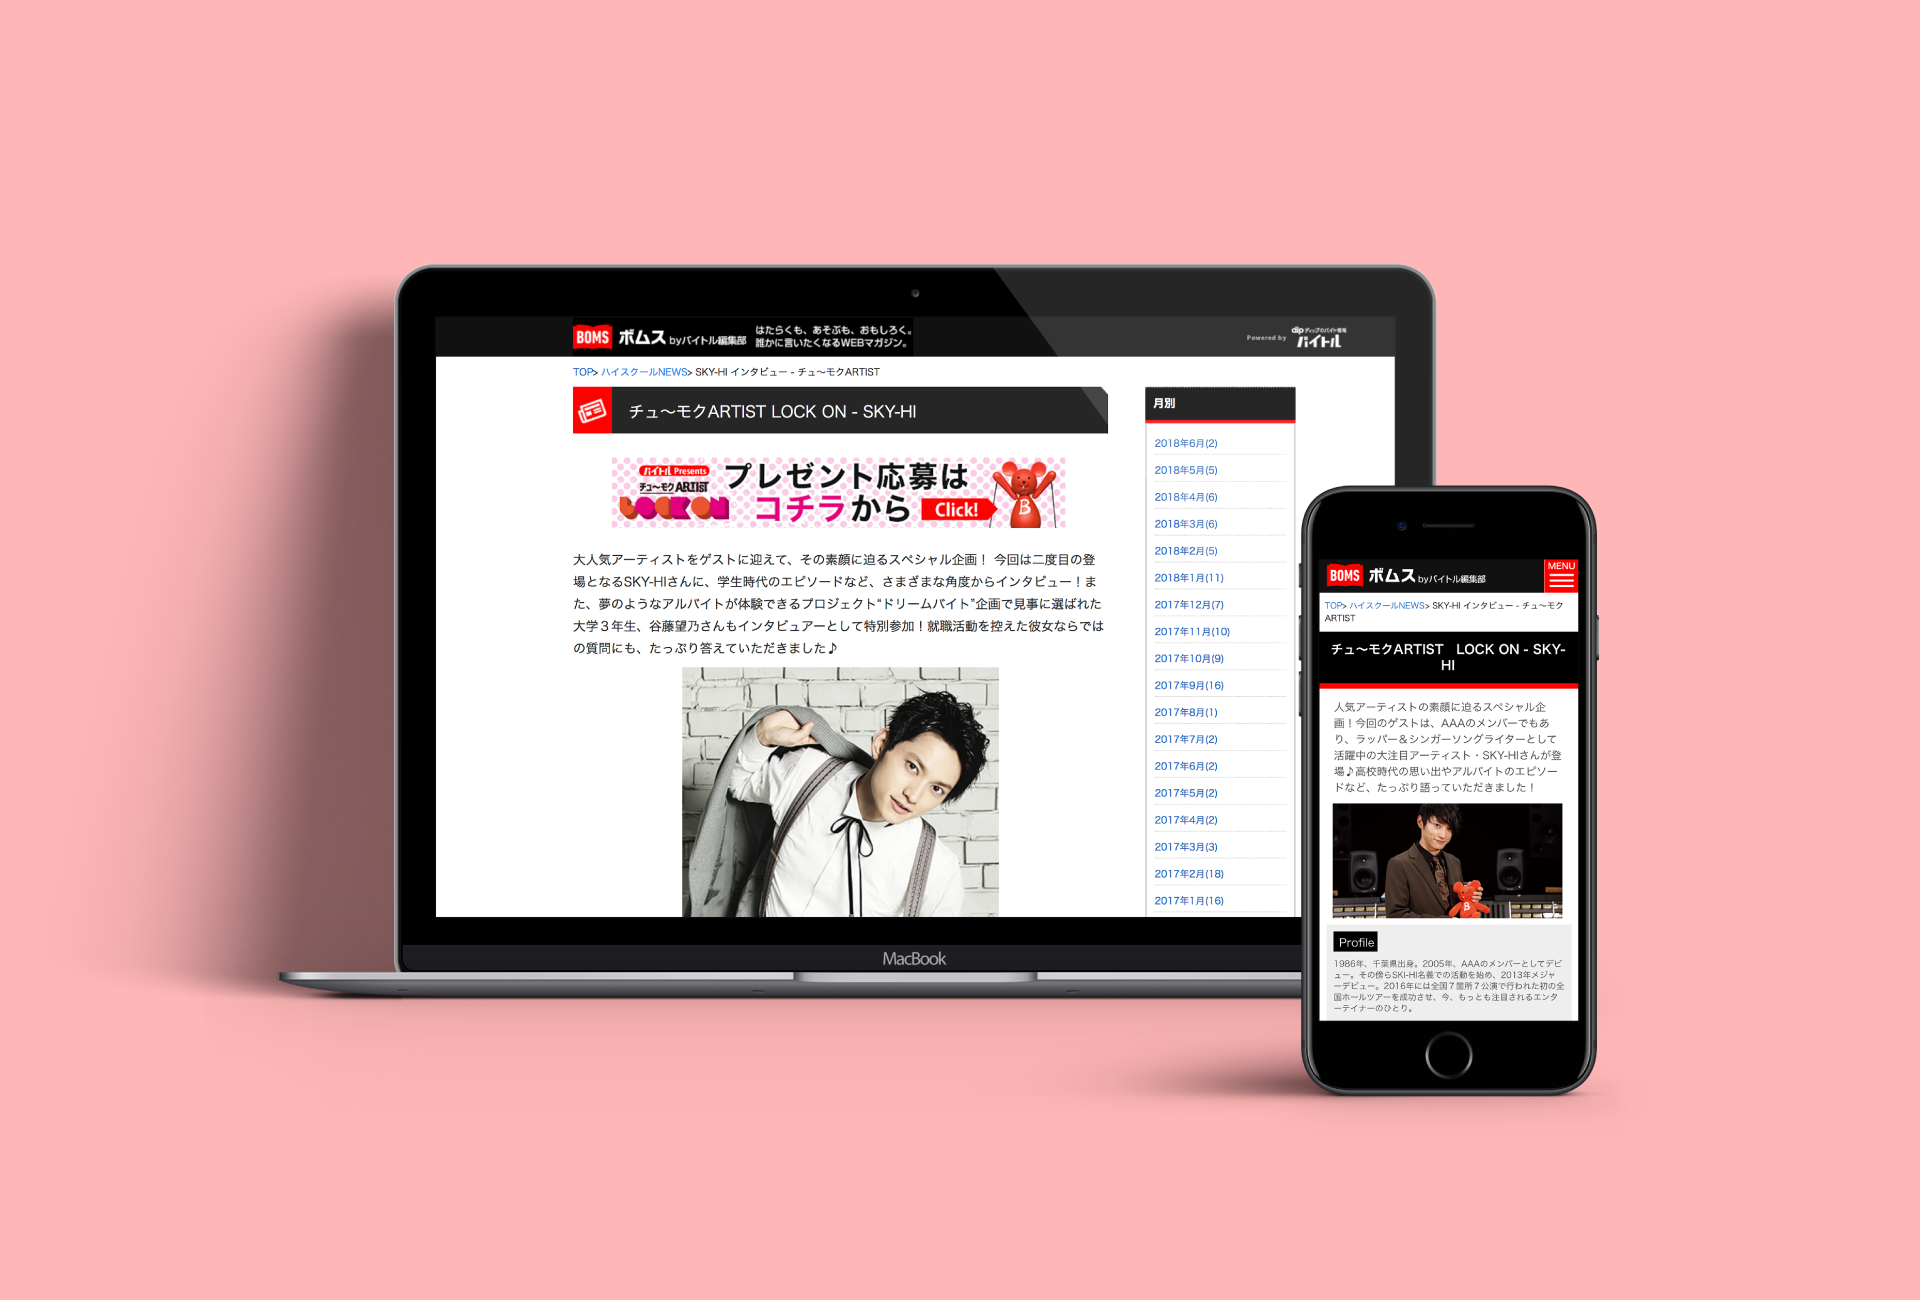 BOMS ボムス byバイトル編集部
はたらくも、あそぶも、おもしろく。
誰かに言いたくなるWEBマガジン。
Powered by
dip ディップのバイト情報
バイトル
TOP> ハイスクールNEWS> SKY-HI インタビュー - チュ〜モクARTIST
チュ〜モクARTIST LOCK ON - SKY-HI
バイトル Presents
チュ〜モク ARTIST
LOCK ON
プレゼント応募は
コチラから Click!
B
大人気アーティストをゲストに迎えて、その素顔に迫るスペシャル企画！ 今回は二度目の登
場となるSKY-HIさんに、学生時代のエピソードなど、さまざまな角度からインタビュー！ま
た、夢のようなアルバイトが体験できるプロジェクト“ドリームバイト”企画で見事に選ばれた
大学３年生、谷藤望乃さんもインタビュアーとして特別参加！就職活動を控えた彼女ならでは
の質問にも、たっぷり答えていただきました♪
月別
2018年6月(2)
2018年5月(5)
2018年4月(6)
2018年3月(6)
2018年2月(5)
2018年1月(11)
2017年12月(7)
2017年11月(10)
2017年10月(9)
2017年9月(16)
2017年8月(1)
2017年7月(2)
2017年6月(2)
2017年5月(2)
2017年4月(2)
2017年3月(3)
2017年2月(18)
2017年1月(16)
MacBook
BOMS ボムス byバイトル編集部
MENU
TOP> ハイスクールNEWS> SKY-HI インタビュー - チュ〜モク
ARTIST
チュ〜モクARTIST　LOCK ON - SKY-
HI
人気アーティストの素顔に迫るスペシャル企
画！今回のゲストは、AAAのメンバーでもあ
り、ラッパー＆シンガーソングライターとして
活躍中の大注目アーティスト・SKY-HIさんが登
場♪高校時代の思い出やアルバイトのエピソー
ドなど、たっぷり語っていただきました！
B
Profile
1986年、千葉県出身。2005年、AAAのメンバーとしてデビ
ュー。その傍らSKI-HI名義での活動を始め、2013年メジャ
ーデビュー。2016年には全国７箇所７公演で行われた初の全
国ホールツアーを成功させ、今、もっとも注目されるエンタ
ーテイナーのひとり。